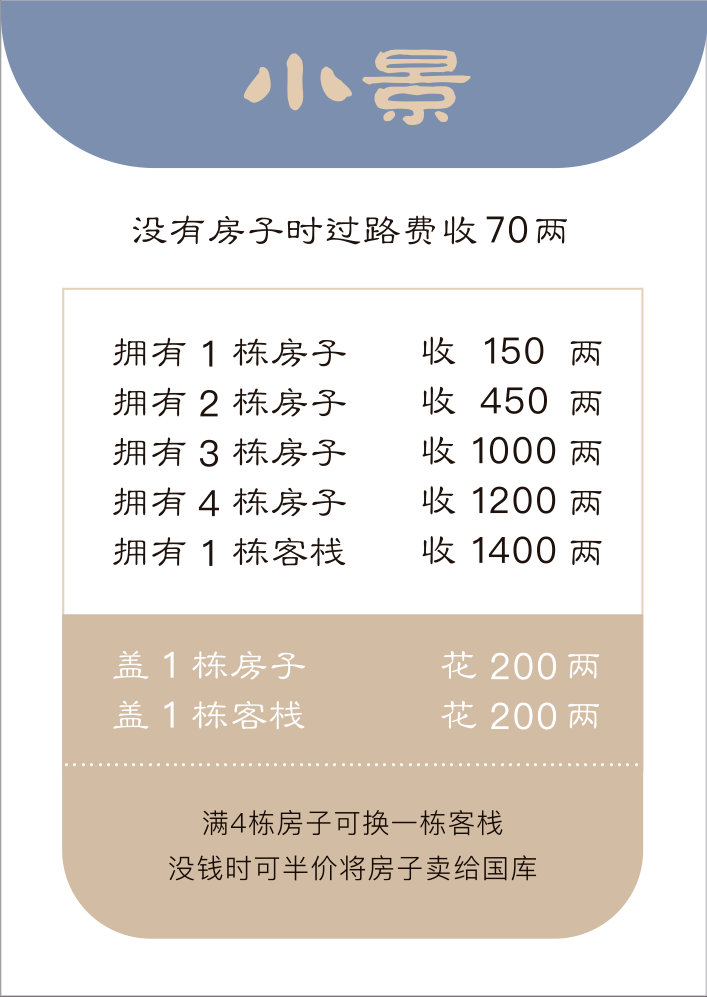 小景
没有房子时过路费收70两
拥有 1 栋房子 收 150 两
拥有 2 栋房子 收 450 两
拥有 3 栋房子 收 1000 两
拥有 4 栋房子 收 1200 两
拥有 1 栋客栈 收 1400 两
盖 1 栋房子 花 200 两
盖 1 栋客栈 花 200 两
满4栋房子可换一栋客栈
没钱时可半价将房子卖给国库